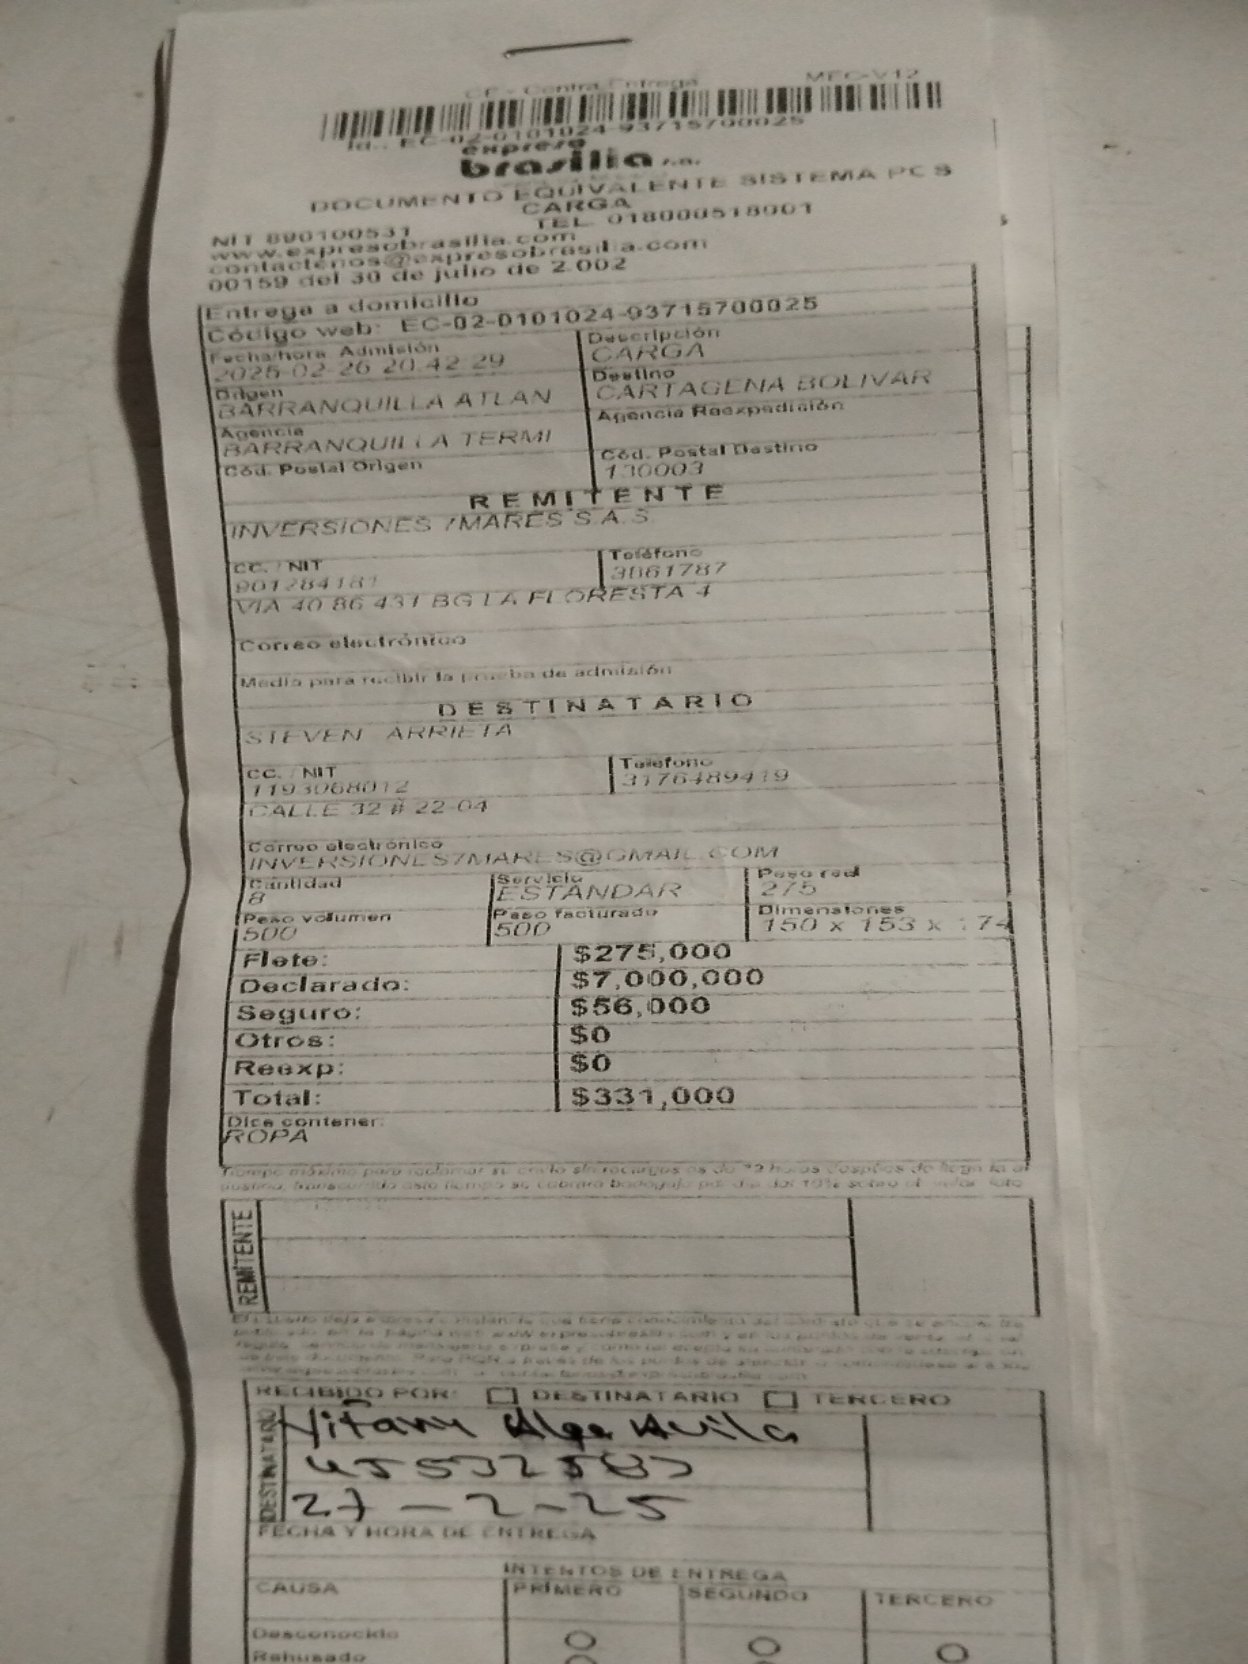 CE - Contra Entrega MEC-V12
Id.: EC-02-0101024-93715700025
expreso
brasilia s.a.
DOCUMENTO EQUIVALENTE SISTEMA PC S
CARGA
NIT 890100531 TEL. 018000518001
www.expresobrasilia.com
contactenos@expresobrasilia.com
00159 del 30 de julio de 2.002
Entrega a domicilio
Código web: EC-02-0101024-93715700025
Fecha/hora Admisión Descripción
2025-02-26 20:42:29 CARGA
Origen Destino
BARRANQUILLA ATLAN CARTAGENA BOLIVAR
Agencia Agencia Reexpedición
BARRANQUILLA TERMI
Cód. Postal Origen Cód. Postal Destino
130003
REMITENTE
INVERSIONES 7MARES S.A.S.
CC. / NIT Teléfono
901284181 3861787
VIA 40 86 431 BG LA FLORESTA 4
Correo electrónico
Medio para recibir la prueba de admisión
DESTINATARIO
STEVEN ARRIETA
CC. / NIT Teléfono
1193068012 3176489419
CALLE 32 # 22-04
Correo electrónico
INVERSIONES7MARES@GMAIL.COM
Cantidad Servicio Peso real
8 ESTANDAR 275
Peso volumen Peso facturado Dimensiones
500 500 150 x 153 x 174
Flete: $275,000
Declarado: $7,000,000
Seguro: $56,000
Otros: $0
Reexp: $0
Total: $331,000
Dice contener:
ROPA
REMITENTE
RECIBIDO POR: DESTINATARIO TERCERO
DESTINATARIO
Avila
27-2-25
FECHA Y HORA DE ENTREGA
INTENTOS DE ENTREGA
CAUSA PRIMERO SEGUNDO TERCERO
Desconocido
Rehusado